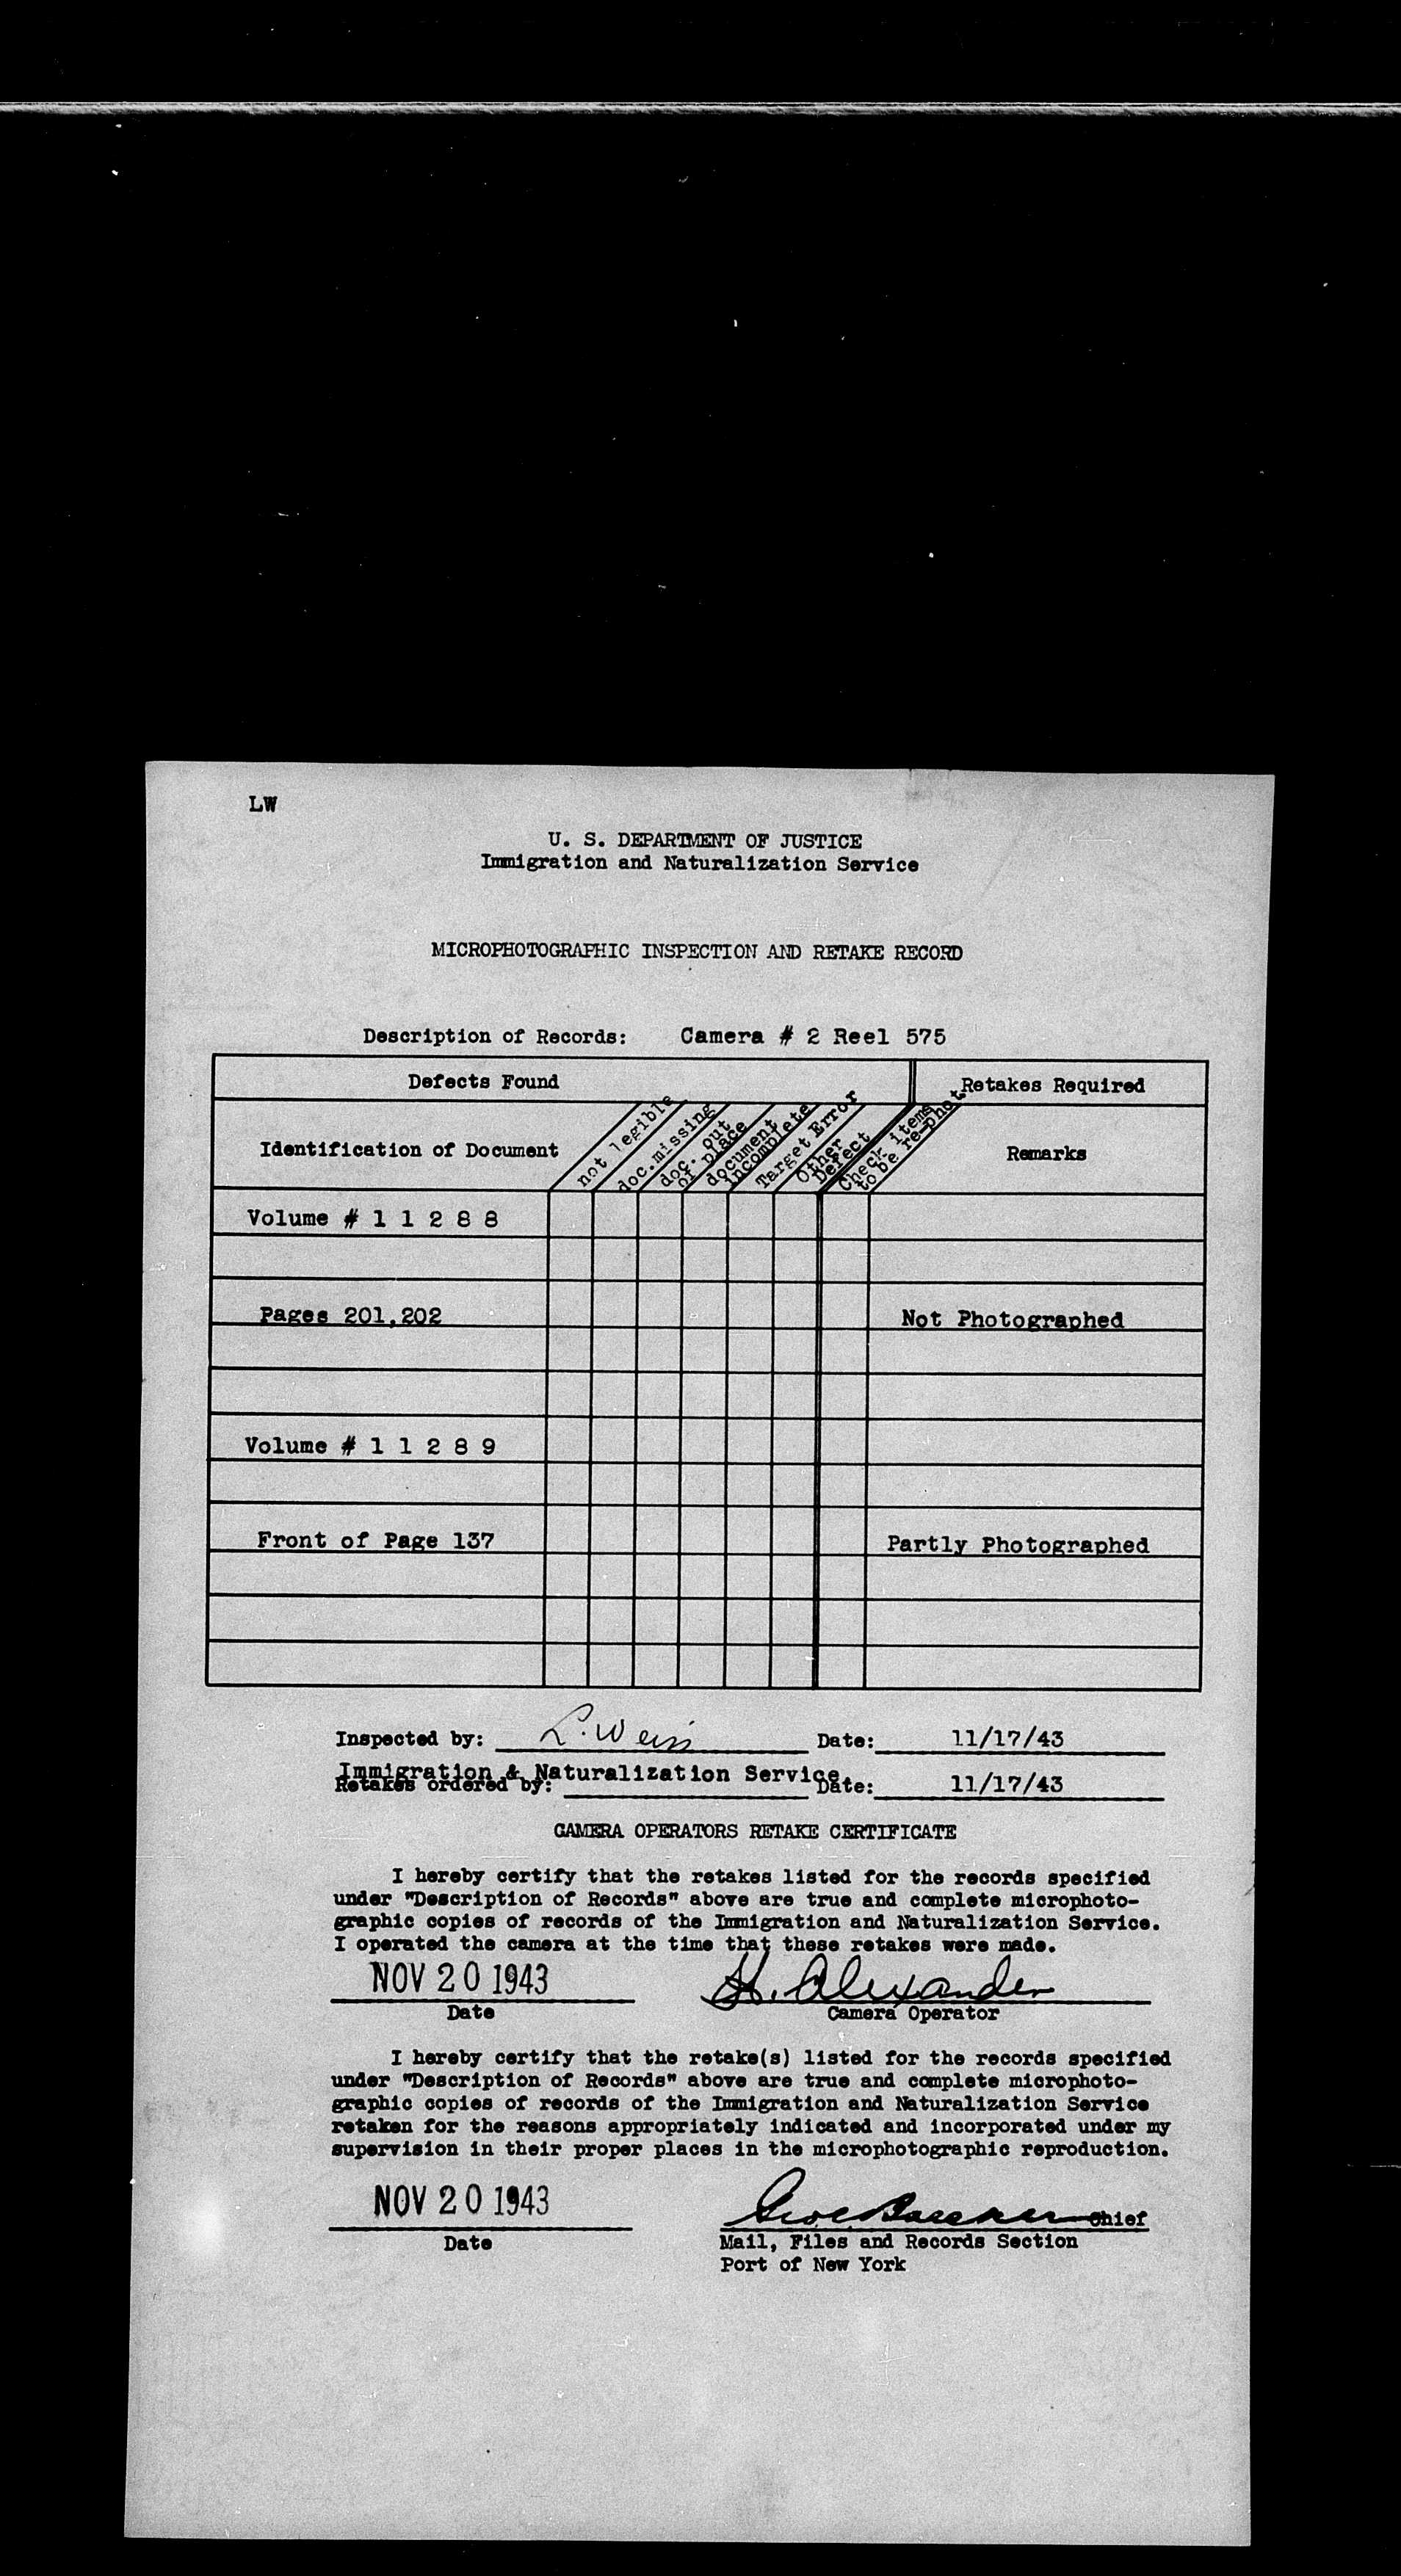 LW
U. S. DEPARTMENT OF JUSTICE
Immigration and Naturalization Service
MICROPHOTOGRAPHIC INSPECTION AND RETAKE RECORD
Description of Records: Camera # 2 Reel 575
Defects Found
Retakes Required
Identification of Document
not legible
doc.missing
doc. out
of place
document
incomplete
Target Error
Other
Defect
Check items
to be re-phot.
Remarks
Volume # 1 1 2 8 8
Pages 201,202 Not Photographed
Volume # 1 1 2 8 9
Front of Page 137 Partly Photographed
Inspected by: L. Weiss Date: 11/17/43
Immigration & Naturalization Service
Retakes ordered by: Date: 11/17/43
CAMERA OPERATORS RETAKE CERTIFICATE
I hereby certify that the retakes listed for the records specified
under "Description of Records" above are true and complete microphoto-
graphic copies of records of the Immigration and Naturalization Service.
I operated the camera at the time that these retakes were made.
NOV 20 1943 H. Alexander
Date Camera Operator
I hereby certify that the retake(s) listed for the records specified
under "Description of Records" above are true and complete microphoto-
graphic copies of records of the Immigration and Naturalization Service
retaken for the reasons appropriately indicated and incorporated under my
supervision in their proper places in the microphotographic reproduction.
NOV 20 1943 Chief
Date Mail, Files and Records Section
Port of New York